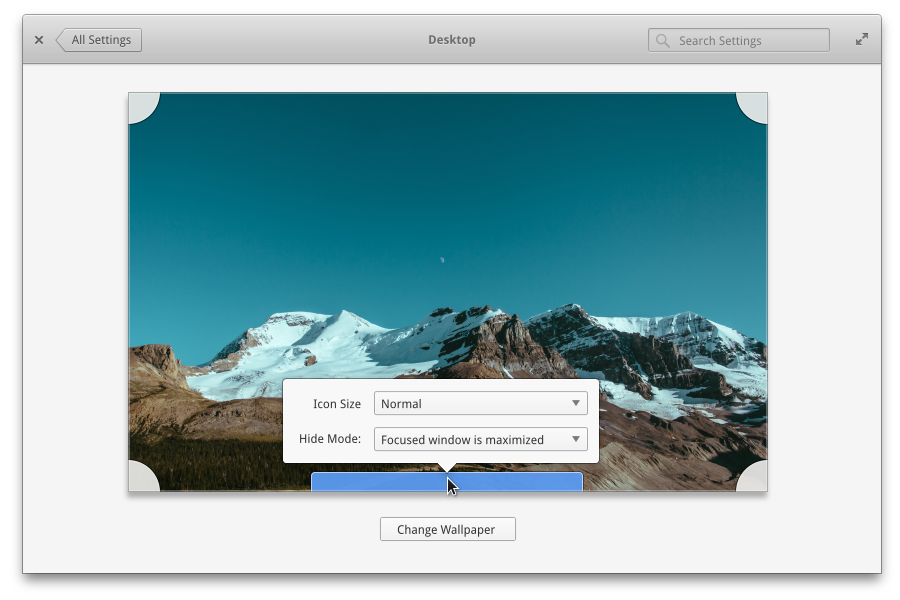 All Settings
Desktop
Search Settings
Icon Size
Normal
Hide Mode:
Focused window is maximized
Change Wallpaper